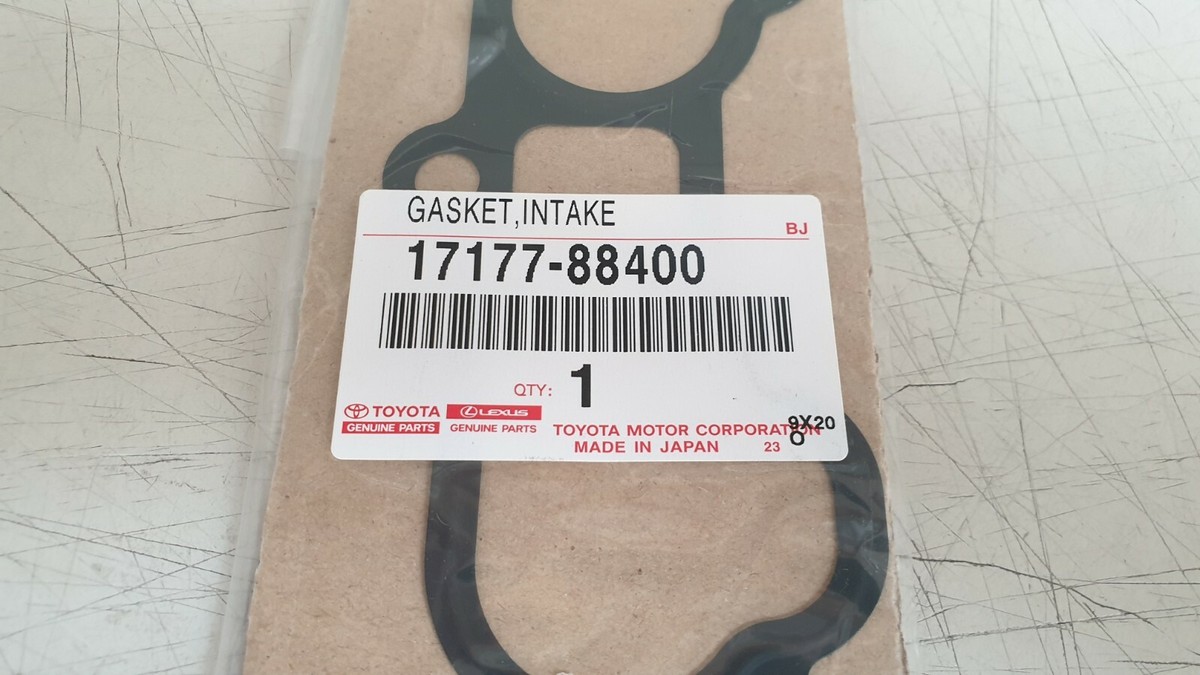 GASKET,INTAKE
BJ
17177-88400
QTY: 1
TOYOTA LEXUS
GENUINE PARTS GENUINE PARTS
TOYOTA MOTOR CORPORATION
MADE IN JAPAN 23
9X20
O